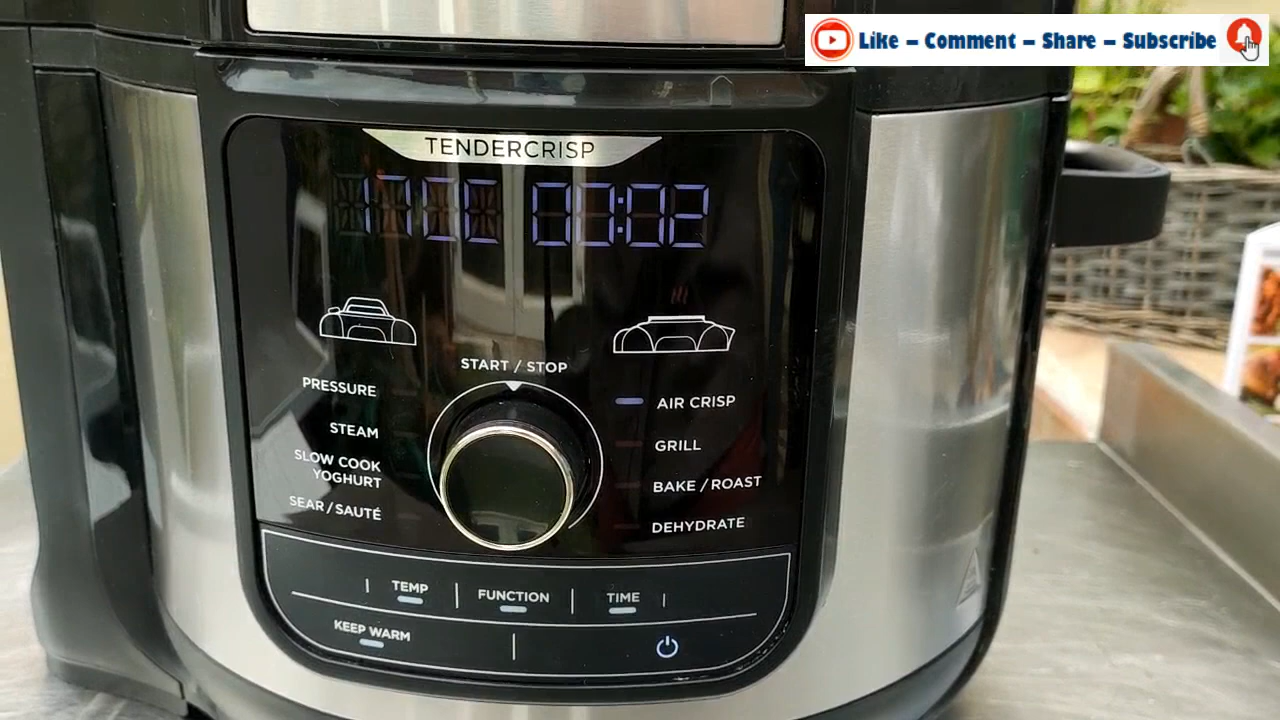 Like – Comment – Share – Subscribe
TENDERCRISP
170C 00:02
START / STOP
PRESSURE
STEAM
SLOW COOK
YOGHURT
SEAR / SAUTÉ
AIR CRISP
GRILL
BAKE / ROAST
DEHYDRATE
TEMP
FUNCTION
TIME
KEEP WARM